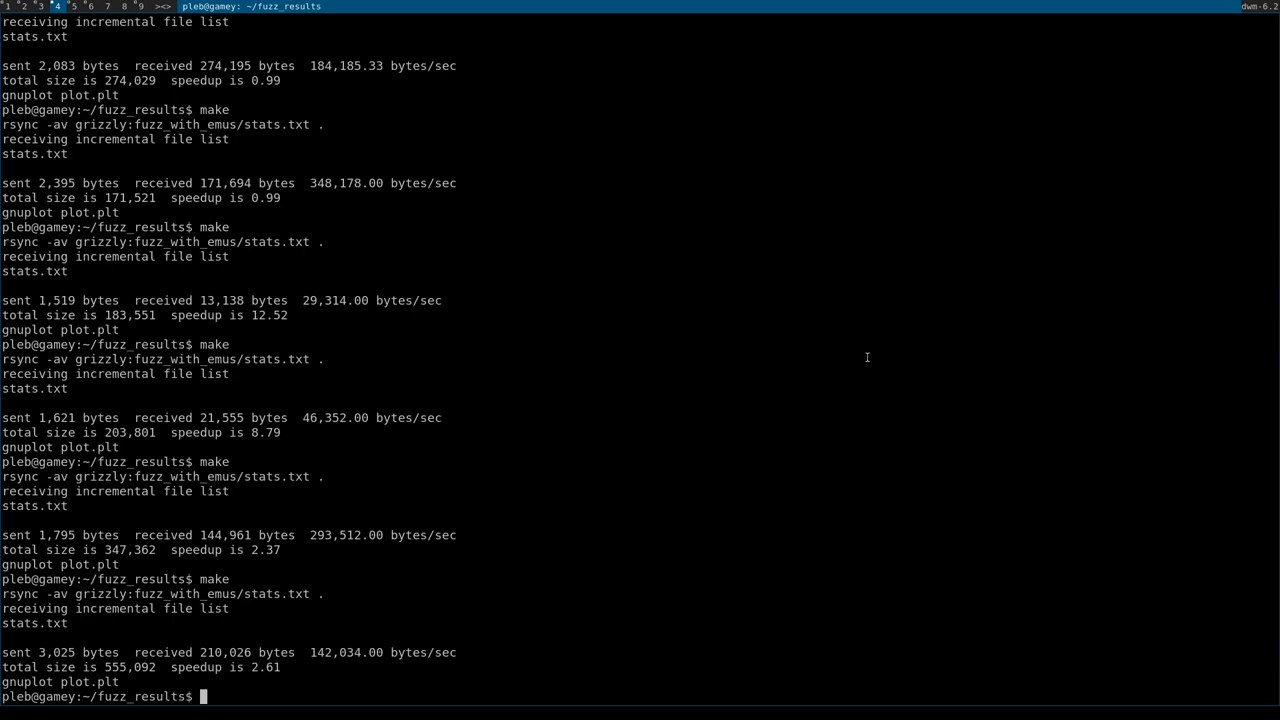 1 2 3 4 5 6 7 8 9 ><> pleb@gamey: ~/fuzz_results dwm-6.2
receiving incremental file list
stats.txt
sent 2,083 bytes  received 274,195 bytes  184,185.33 bytes/sec
total size is 274,029  speedup is 0.99
gnuplot plot.plt
pleb@gamey:~/fuzz_results$ make
rsync -av grizzly:fuzz_with_emus/stats.txt .
receiving incremental file list
stats.txt
sent 2,395 bytes  received 171,694 bytes  348,178.00 bytes/sec
total size is 171,521  speedup is 0.99
gnuplot plot.plt
pleb@gamey:~/fuzz_results$ make
rsync -av grizzly:fuzz_with_emus/stats.txt .
receiving incremental file list
stats.txt
sent 1,519 bytes  received 13,138 bytes  29,314.00 bytes/sec
total size is 183,551  speedup is 12.52
gnuplot plot.plt
pleb@gamey:~/fuzz_results$ make
rsync -av grizzly:fuzz_with_emus/stats.txt .
receiving incremental file list
stats.txt
sent 1,621 bytes  received 21,555 bytes  46,352.00 bytes/sec
total size is 203,801  speedup is 8.79
gnuplot plot.plt
pleb@gamey:~/fuzz_results$ make
rsync -av grizzly:fuzz_with_emus/stats.txt .
receiving incremental file list
stats.txt
sent 1,795 bytes  received 144,961 bytes  293,512.00 bytes/sec
total size is 347,362  speedup is 2.37
gnuplot plot.plt
pleb@gamey:~/fuzz_results$ make
rsync -av grizzly:fuzz_with_emus/stats.txt .
receiving incremental file list
stats.txt
sent 3,025 bytes  received 210,026 bytes  142,034.00 bytes/sec
total size is 555,092  speedup is 2.61
gnuplot plot.plt
pleb@gamey:~/fuzz_results$